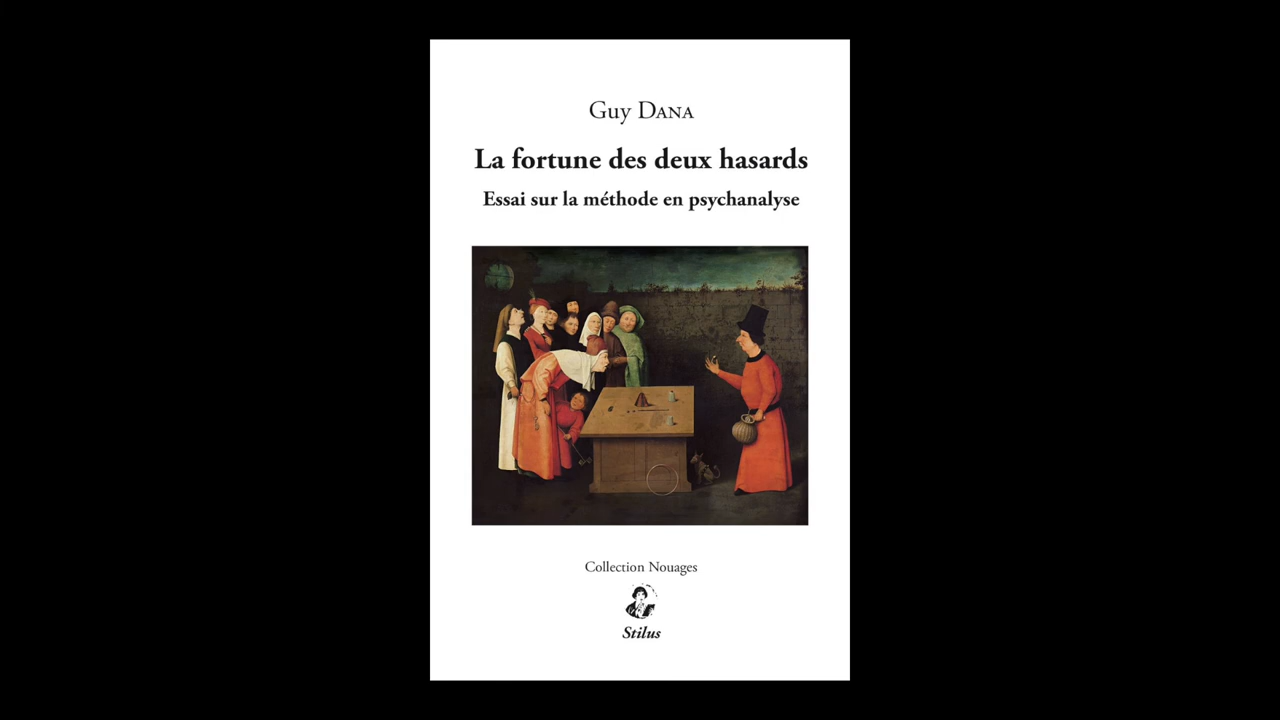 Guy Dana
La fortune des deux hasards
Essai sur la méthode en psychanalyse
Collection Nouages
Stilus